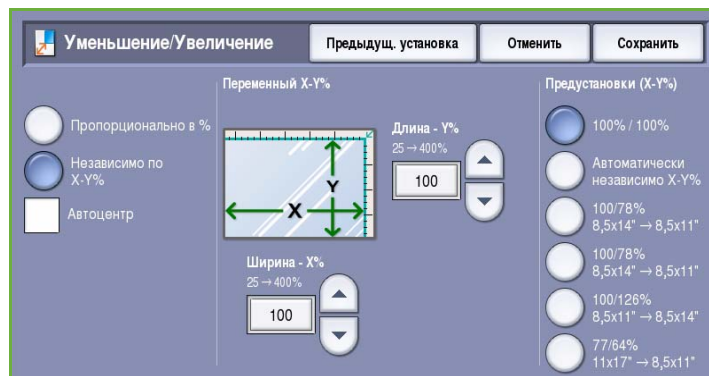 Уменьшение/Увеличение
Предыдущ. установка
Отменить
Сохранить
Пропорционально в %
Независимо по
X-Y%
Автоцентр
Переменный X-Y%
Y
X
Длина - Y%
25→400%
100
Ширина - X%
25→400%
100
Предустановки (X-Y%)
100% / 100%
Автоматически
независимо X-Y%
100/78%
8,5x14" → 8,5x11"
100/78%
8,5x14" → 8,5x11"
100/126%
8,5x11" → 8,5x14"
77/64%
11x17" → 8,5x11"